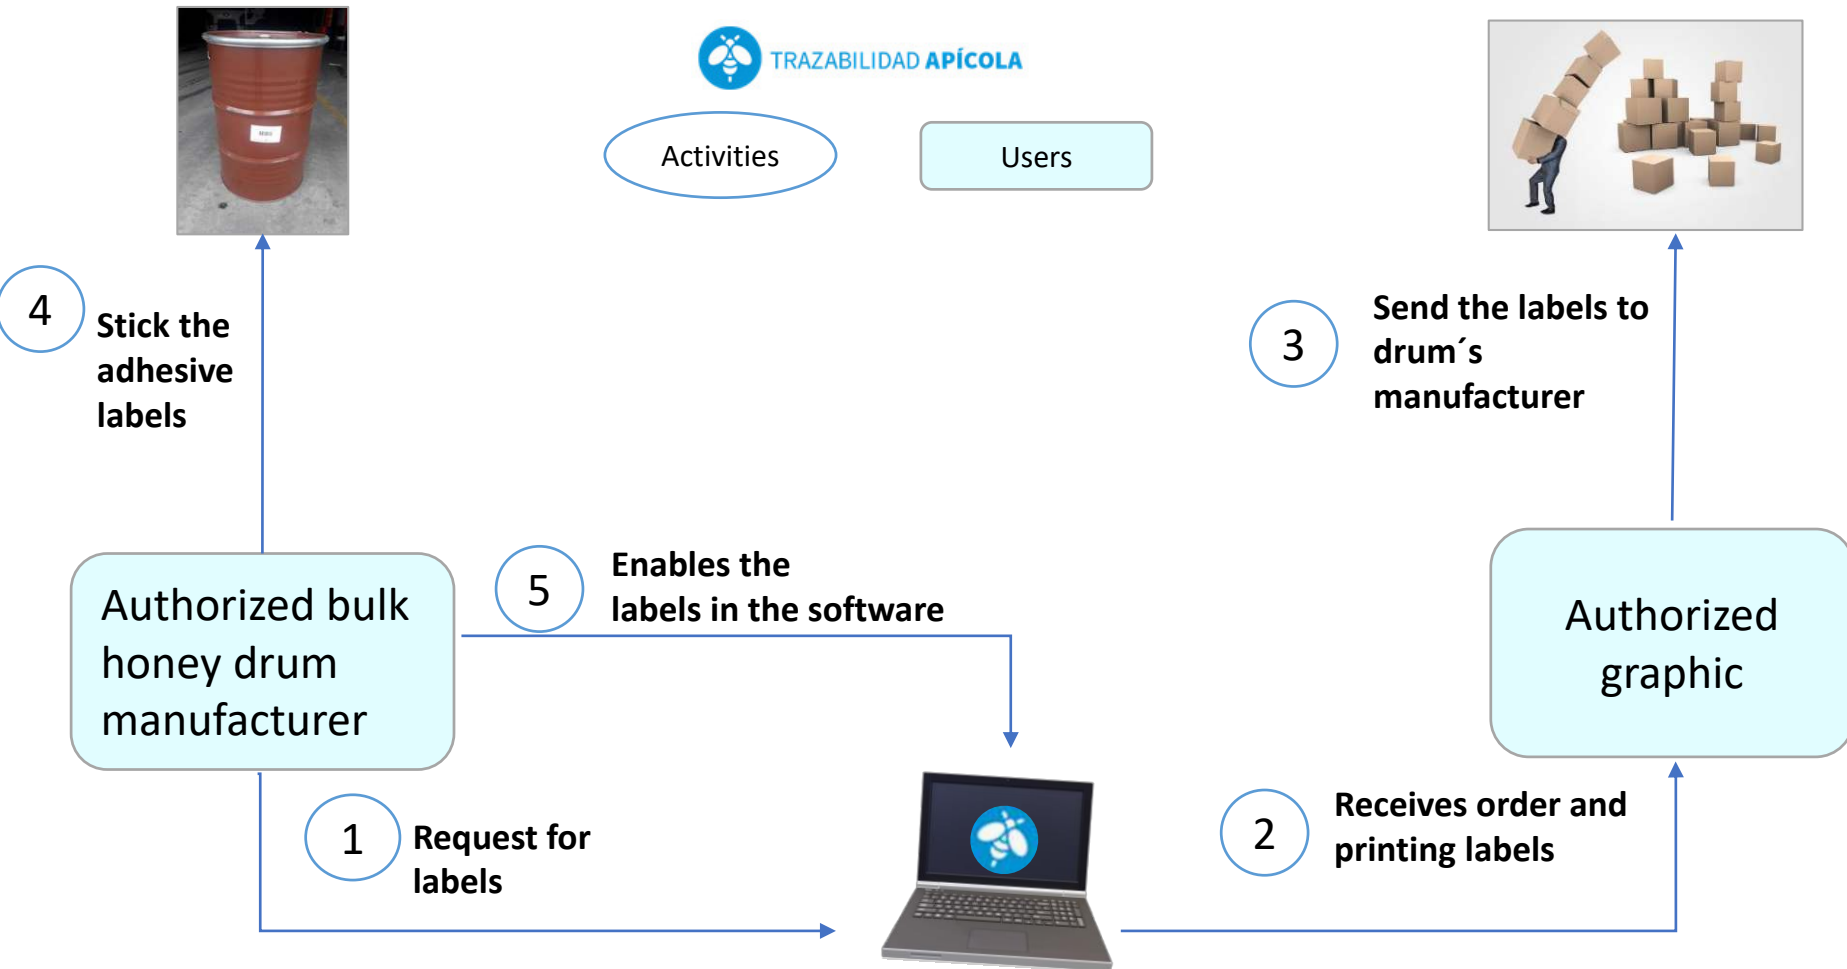 TRAZABILIDAD APÍCOLA
Activities
Users
4
Stick the
adhesive
labels
3
Send the labels to
drum´s
manufacturer
Authorized bulk
honey drum
manufacturer
5
Enables the
labels in the software
Authorized
graphic
1
Request for
labels
2
Receives order and
printing labels